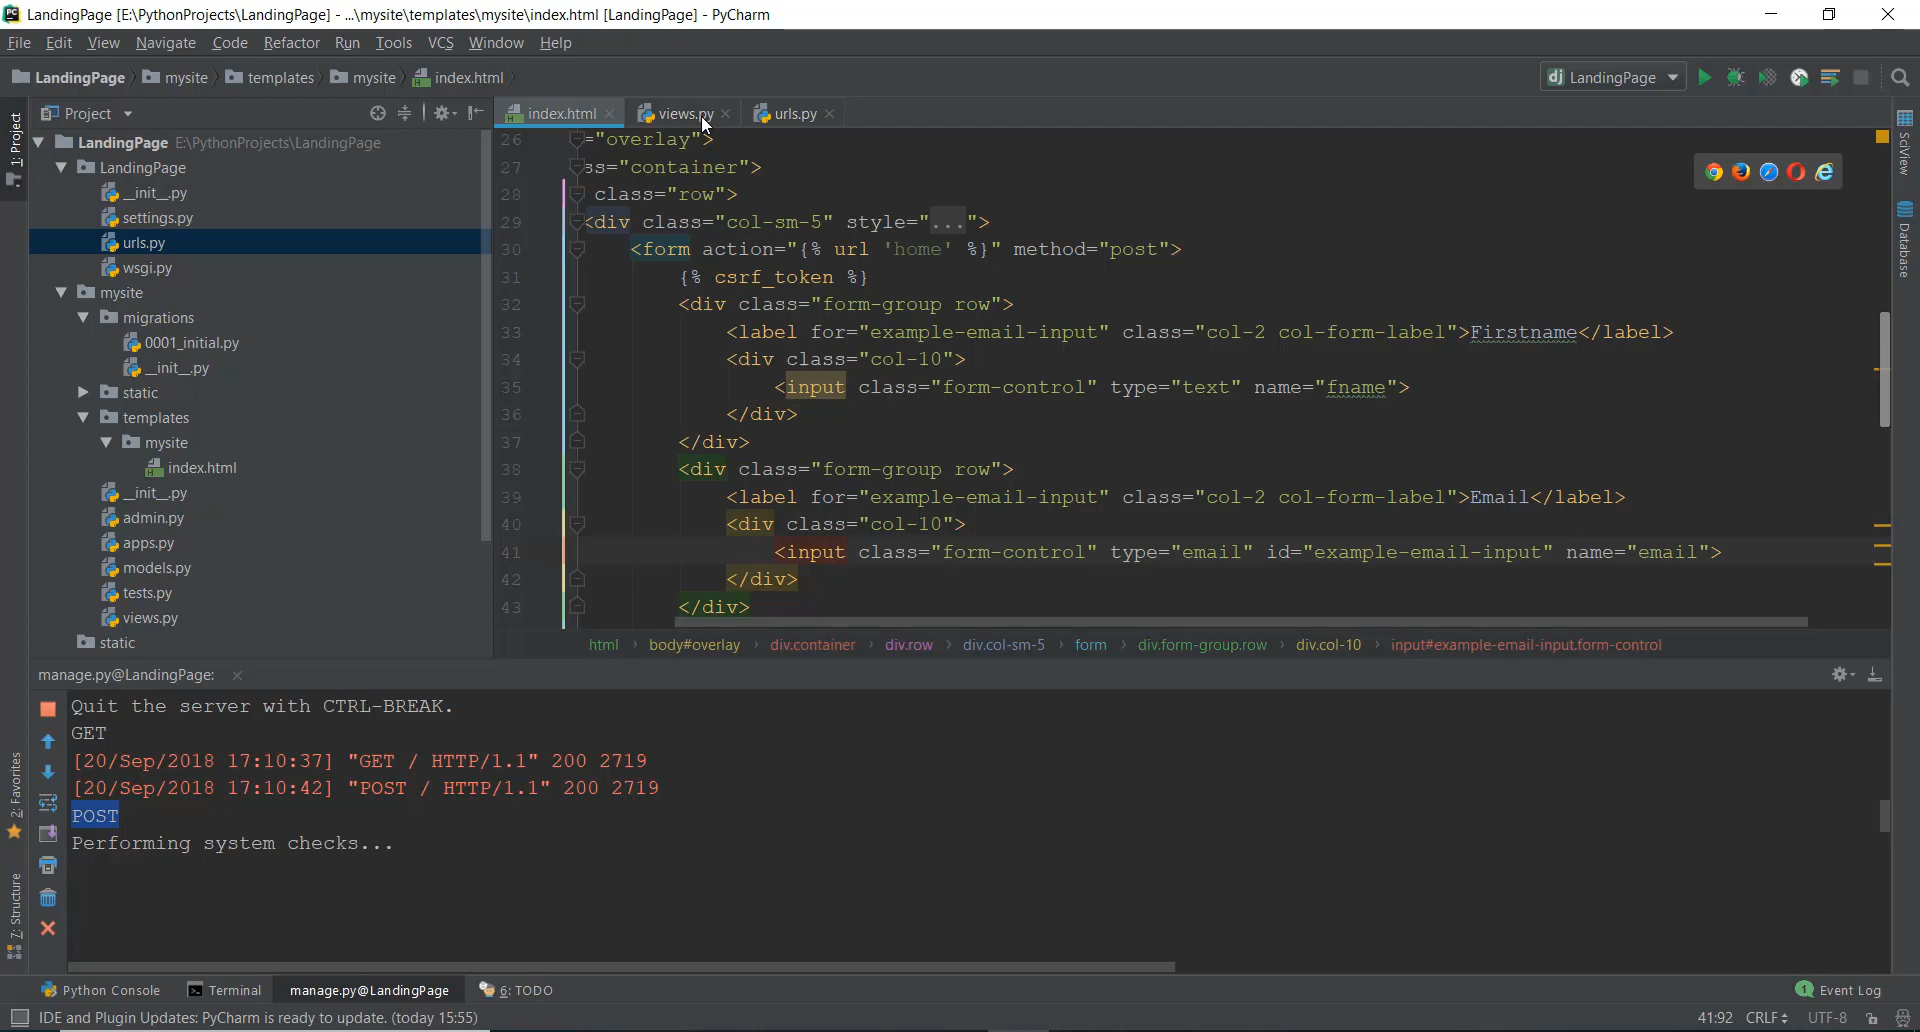 LandingPage [E:\PythonProjects\LandingPage] - ...\mysite\templates\mysite\index.html [LandingPage] - PyCharm
File Edit View Navigate Code Refactor Run Tools VCS Window Help
LandingPage mysite templates mysite index.html
dj LandingPage
Project
index.html views.py urls.py
1: Project
LandingPage E:\PythonProjects\LandingPage
LandingPage
__init__.py
settings.py
urls.py
wsgi.py
mysite
migrations
0001_initial.py
__init__.py
static
templates
mysite
index.html
__init__.py
admin.py
apps.py
models.py
tests.py
views.py
static
26 ="overlay">
27 ss="container">
28 class="row">
29 <div class="col-sm-5" style="...">
30 <form action="{% url 'home' %}" method="post">
31 {% csrf_token %}
32 <div class="form-group row">
33 <label for="example-email-input" class="col-2 col-form-label">Firstname</label>
34 <div class="col-10">
35 <input class="form-control" type="text" name="fname">
36 </div>
37 </div>
38 <div class="form-group row">
39 <label for="example-email-input" class="col-2 col-form-label">Email</label>
40 <div class="col-10">
41 <input class="form-control" type="email" id="example-email-input" name="email">
42 </div>
43 </div>
html body#overlay div.container div.row div.col-sm-5 form div.form-group.row div.col-10 input#example-email-input.form-control
SciView
Database
manage.py@LandingPage:
Quit the server with CTRL-BREAK.
GET
[20/Sep/2018 17:10:37] "GET / HTTP/1.1" 200 2719
[20/Sep/2018 17:10:42] "POST / HTTP/1.1" 200 2719
POST
Performing system checks...
2: Favorites
7: Structure
Python Console Terminal manage.py@LandingPage 6: TODO
1 Event Log
IDE and Plugin Updates: PyCharm is ready to update. (today 15:55)
41:92 CRLF UTF-8